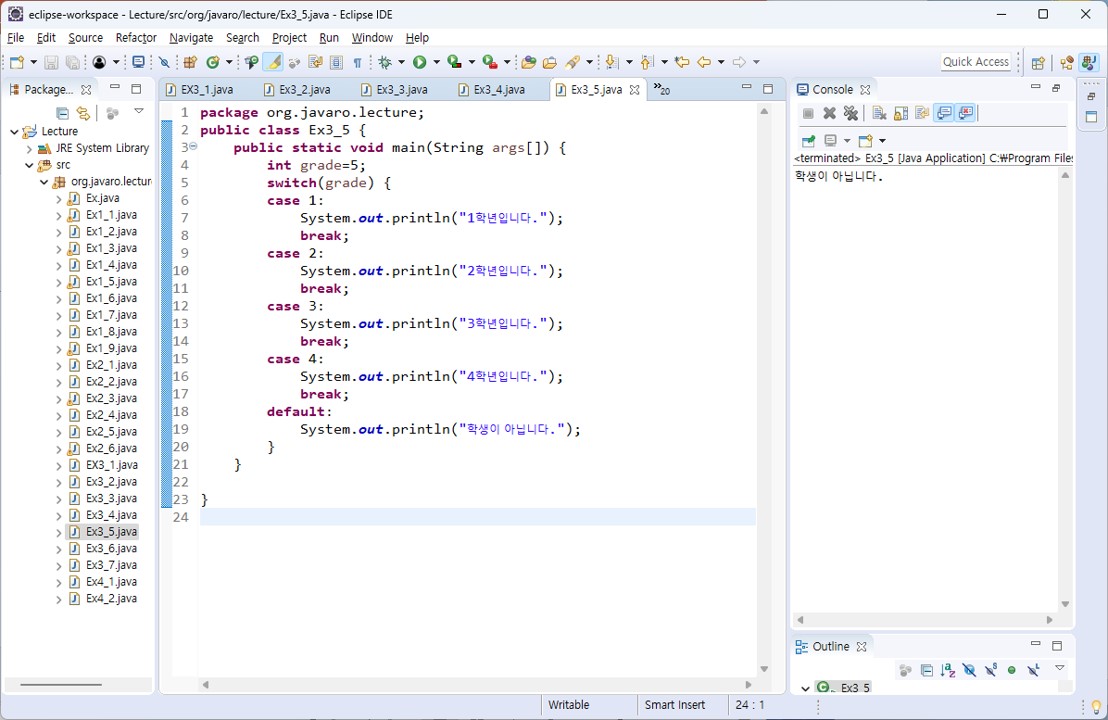 eclipse-workspace - Lecture/src/org/javaro/lecture/Ex3_5.java - Eclipse IDE
File Edit Source Refactor Navigate Search Project Run Window Help
Quick Access
Package...
EX3_1.java Ex3_2.java Ex3_3.java Ex3_4.java Ex3_5.java »20
Lecture
JRE System Library
src
org.javaro.lectur
Ex.java
Ex1_1.java
Ex1_2.java
Ex1_3.java
Ex1_4.java
Ex1_5.java
Ex1_6.java
Ex1_7.java
Ex1_8.java
Ex1_9.java
Ex2_1.java
Ex2_2.java
Ex2_3.java
Ex2_4.java
Ex2_5.java
Ex2_6.java
EX3_1.java
Ex3_2.java
Ex3_3.java
Ex3_4.java
Ex3_5.java
Ex3_6.java
Ex3_7.java
Ex4_1.java
Ex4_2.java
1 package org.javaro.lecture;
2 public class Ex3_5 {
3 public static void main(String args[]) {
4 int grade=5;
5 switch(grade) {
6 case 1:
7 System.out.println("1학년입니다.");
8 break;
9 case 2:
10 System.out.println("2학년입니다.");
11 break;
12 case 3:
13 System.out.println("3학년입니다.");
14 break;
15 case 4:
16 System.out.println("4학년입니다.");
17 break;
18 default:
19 System.out.println("학생이 아닙니다.");
20 }
21 }
22
23 }
24
Console
<terminated> Ex3_5 [Java Application] C:₩Program Files
학생이 아닙니다.
Outline
Ex3_5
Writable Smart Insert 24 : 1